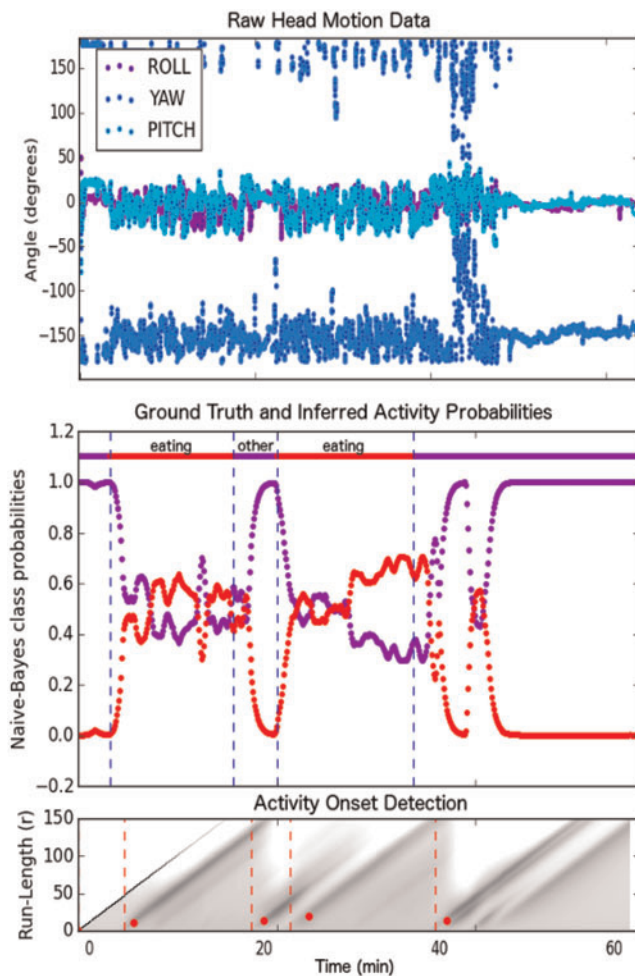 Raw Head Motion Data
150
100
50
0
−50
−100
−150
Angle (degrees)
ROLL
YAW
PITCH
Ground Truth and Inferred Activity Probabilities
1.2
1.0
0.8
0.6
0.4
0.2
0.0
−0.2
Naive-Bayes class probabilities
eating other eating
Activity Onset Detection
150
100
50
0
Run-Length (r)
0 20 40 60
Time (min)